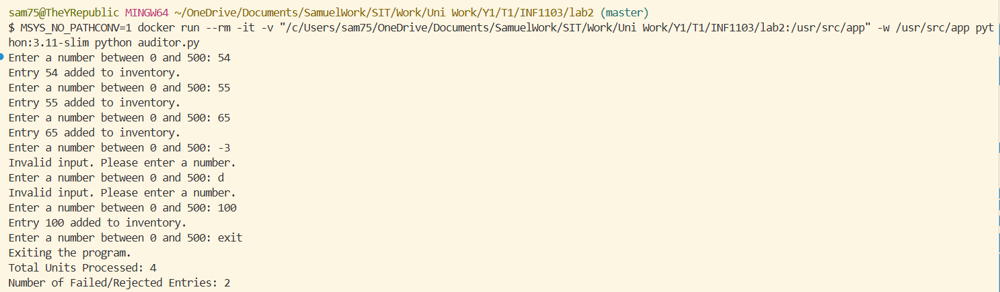 sam75@TheYRepublic MINGW64 ~/OneDrive/Documents/SamuelWork/SIT/Work/Uni Work/Y1/T1/INF1103/lab2 (master)
$ MSYS_NO_PATHCONV=1 docker run --rm -it -v "/c/Users/sam75/OneDrive/Documents/SamuelWork/SIT/Work/Uni Work/Y1/T1/INF1103/lab2:/usr/src/app" -w /usr/src/app pyt
hon:3.11-slim python auditor.py
Enter a number between 0 and 500: 54
Entry 54 added to inventory.
Enter a number between 0 and 500: 55
Entry 55 added to inventory.
Enter a number between 0 and 500: 65
Entry 65 added to inventory.
Enter a number between 0 and 500: -3
Invalid input. Please enter a number.
Enter a number between 0 and 500: d
Invalid input. Please enter a number.
Enter a number between 0 and 500: 100
Entry 100 added to inventory.
Enter a number between 0 and 500: exit
Exiting the program.
Total Units Processed: 4
Number of Failed/Rejected Entries: 2